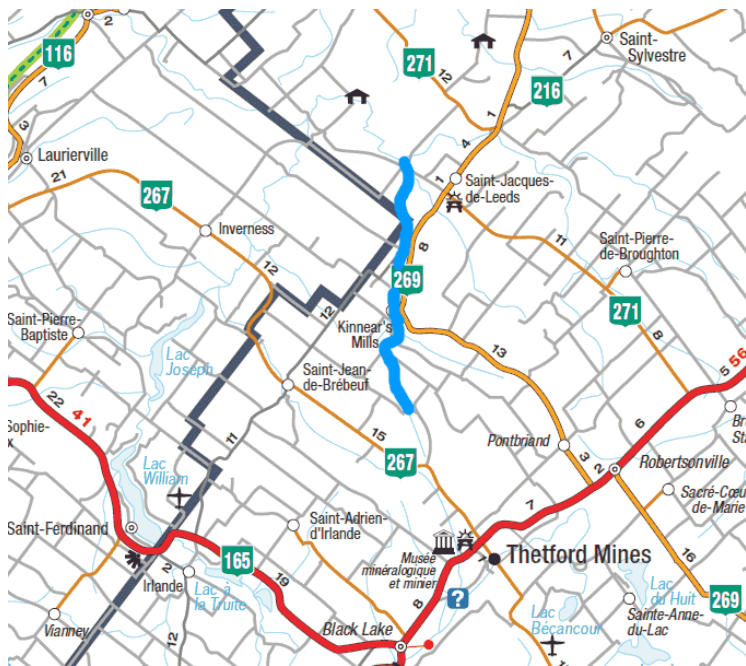 2
116
7
3
Laurierville
21
267
Inverness
12
271
12
7
Saint-
Sylvestre
216
1
4
1
Saint-Jacques-
de-Leeds
8
11
Saint-Pierre-
de-Broughton
271
8
269
12
Kinnear's
Mills
13
Saint-Pierre-
Baptiste
Lac
Joseph
Saint-Jean-
de-Brébeuf
11
15
267
5
56
6
22
41
Sophie-
Lac
William
Pontbriand
3
2
Robertsonville
Br
Sta
Sacré-Cœu
de-Marie
16
269
7
Saint-Ferdinand
Saint-Adrien-
d'Irlande
Musée
minéralogique
et minier
1
Thetford Mines
165
2
Irlande
Lac à
la Truite
19
8
?
Vianney
12
Black Lake
Lac
Bécancour
Lac
du Huit
Sainte-Anne-
du-Lac